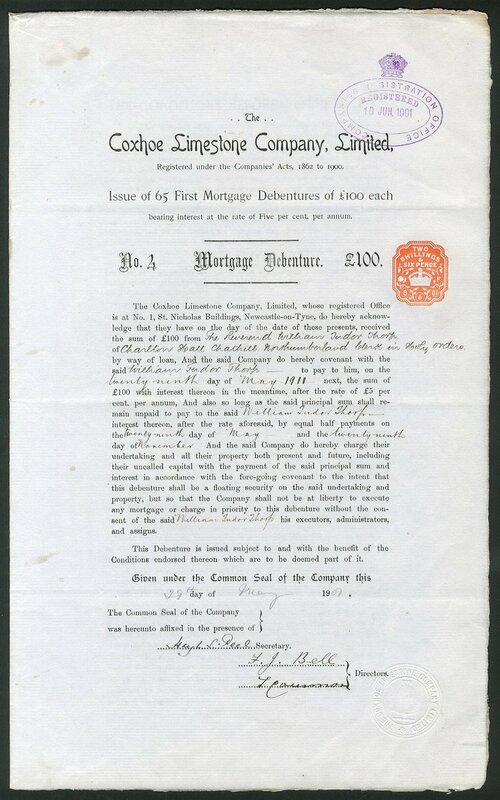 .. The ..
Coxhoe Limestone Company, Limited,
Registered under the Companies' Acts, 1862 to 1900.
Issue of 65 First Mortgage Debentures of £100 each
bearing interest at the rate of Five per cent. per annum.
COMPANIES REGISTRATION OFFICE
REGISTERED
10 JUN. 1901
No. 4 Mortgage Debenture. £100.
TWO
SHILLINGS
&
SIX PENCE
The Coxhoe Limestone Company, Limited, whose registered Office
is at No. 1, St. Nicholas Buildings, Newcastle-on-Tyne, do hereby acknow-
ledge that they have on the day of the date of these presents, received
the sum of £100 from The Reverend William Tudor Thorp
of Charlton Hall Chathill Northumberland Clerk in Holy orders
by way of loan, And the said Company do hereby covenant with the
said William Tudor Thorp to pay to him, on the
twenty ninth day of May 1911 next, the sum of
£100 with interest thereon in the meantime, after the rate of £5 per
cent. per annum, And also so long as the said principal sum shall re-
main unpaid to pay to the said William Tudor Thorp
interest thereon, after the rate aforesaid, by equal half payments on
the twenty ninth day of May and the twenty ninth
day of November And the said Company do hereby charge their
undertaking and all their property both present and future, including
their uncalled capital with the payment of the said principal sum and
interest in accordance with the fore-going covenant to the intent that
this debenture shall be a floating security on the said undertaking and
property, but so that the Company shall not be at liberty to execute
any mortgage or charge in priority to this debenture without the con-
sent of the said William Tudor Thorp his executors, administrators,
and assigns.
This Debenture is issued subject to and with the benefit of the
Conditions endorsed thereon which are to be deemed part of it.
Given under the Common Seal of the Company this
29th day of May 1901.
The Common Seal of the Company
was hereunto affixed in the presence of
Secretary.
F. J. Bell
Directors.